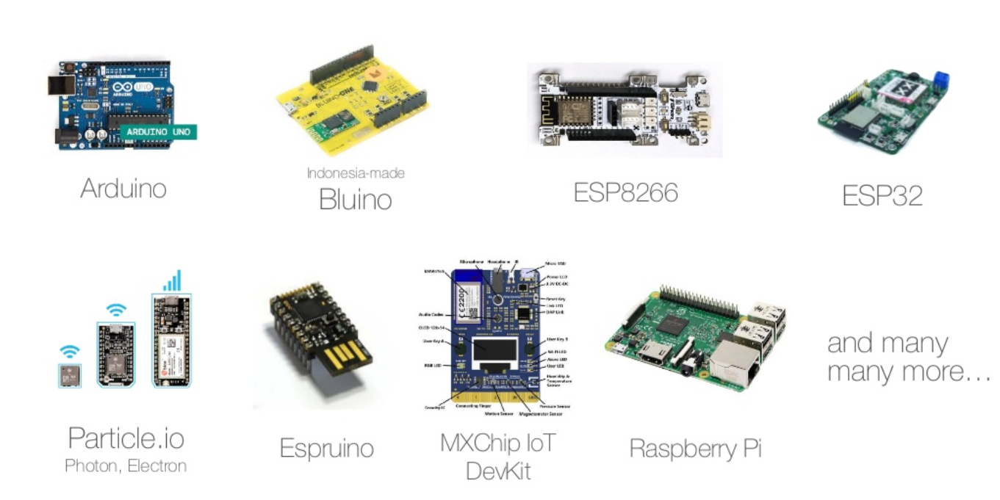 ARDUINO UNO
Arduino
Indonesia-made
Bluino
ESP8266
ESP32
Particle.io
Photon, Electron
Espruino
Microphone
Headphone
IR
Micro USB
Power LED
3.3V DC-DC
Reset Key
Link LED
DAP Link
Audio Codec
OLED 128x64
User Key A
RGB LED
User Key B
Wi-Fi LED
Azure LED
User LED
Humidity &
Temperature
Sensor
Security IC
Connecting Finger
Motion Sensor
Magnetometer Sensor
Pressure Sensor
MXChip IoT
DevKit
Raspberry Pi
and many
many more…